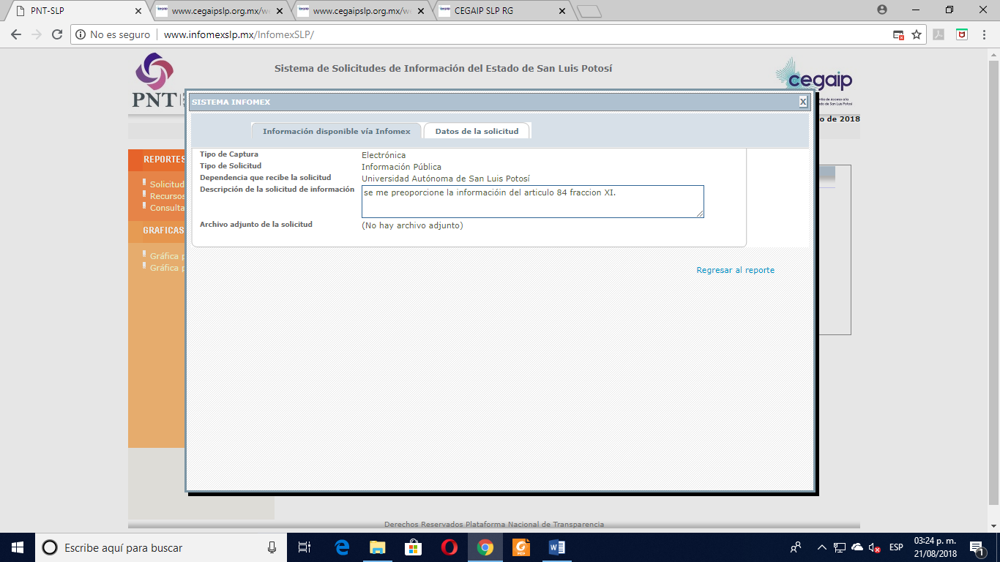 PNT-SLP
www.cegaipslp.org.mx/w
www.cegaipslp.org.mx/w
CEGAIP SLP RG
No es seguro
www.infomexslp.mx/InfomexSLP/
PNT
Sistema de Solicitudes de Información del Estado de San Luis Potosí
cegaip
o de 2018
SISTEMA INFOMEX
X
Información disponible vía Infomex
Datos de la solicitud
Tipo de Captura
Electrónica
Tipo de Solicitud
Información Pública
Dependencia que recibe la solicitud
Universidad Autónoma de San Luis Potosí
Descripción de la solicitud de información
se me preoporcione la informacióin del articulo 84 fraccion XI.
Archivo adjunto de la solicitud
(No hay archivo adjunto)
Regresar al reporte
REPORTES
Solicitud
Recursos
Consulta
GRAFICAS
Gráfica p
Gráfica p
Derechos Reservados Plataforma Nacional de Transparencia
Escribe aquí para buscar
ESP
03:24 p. m.
21/08/2018
1